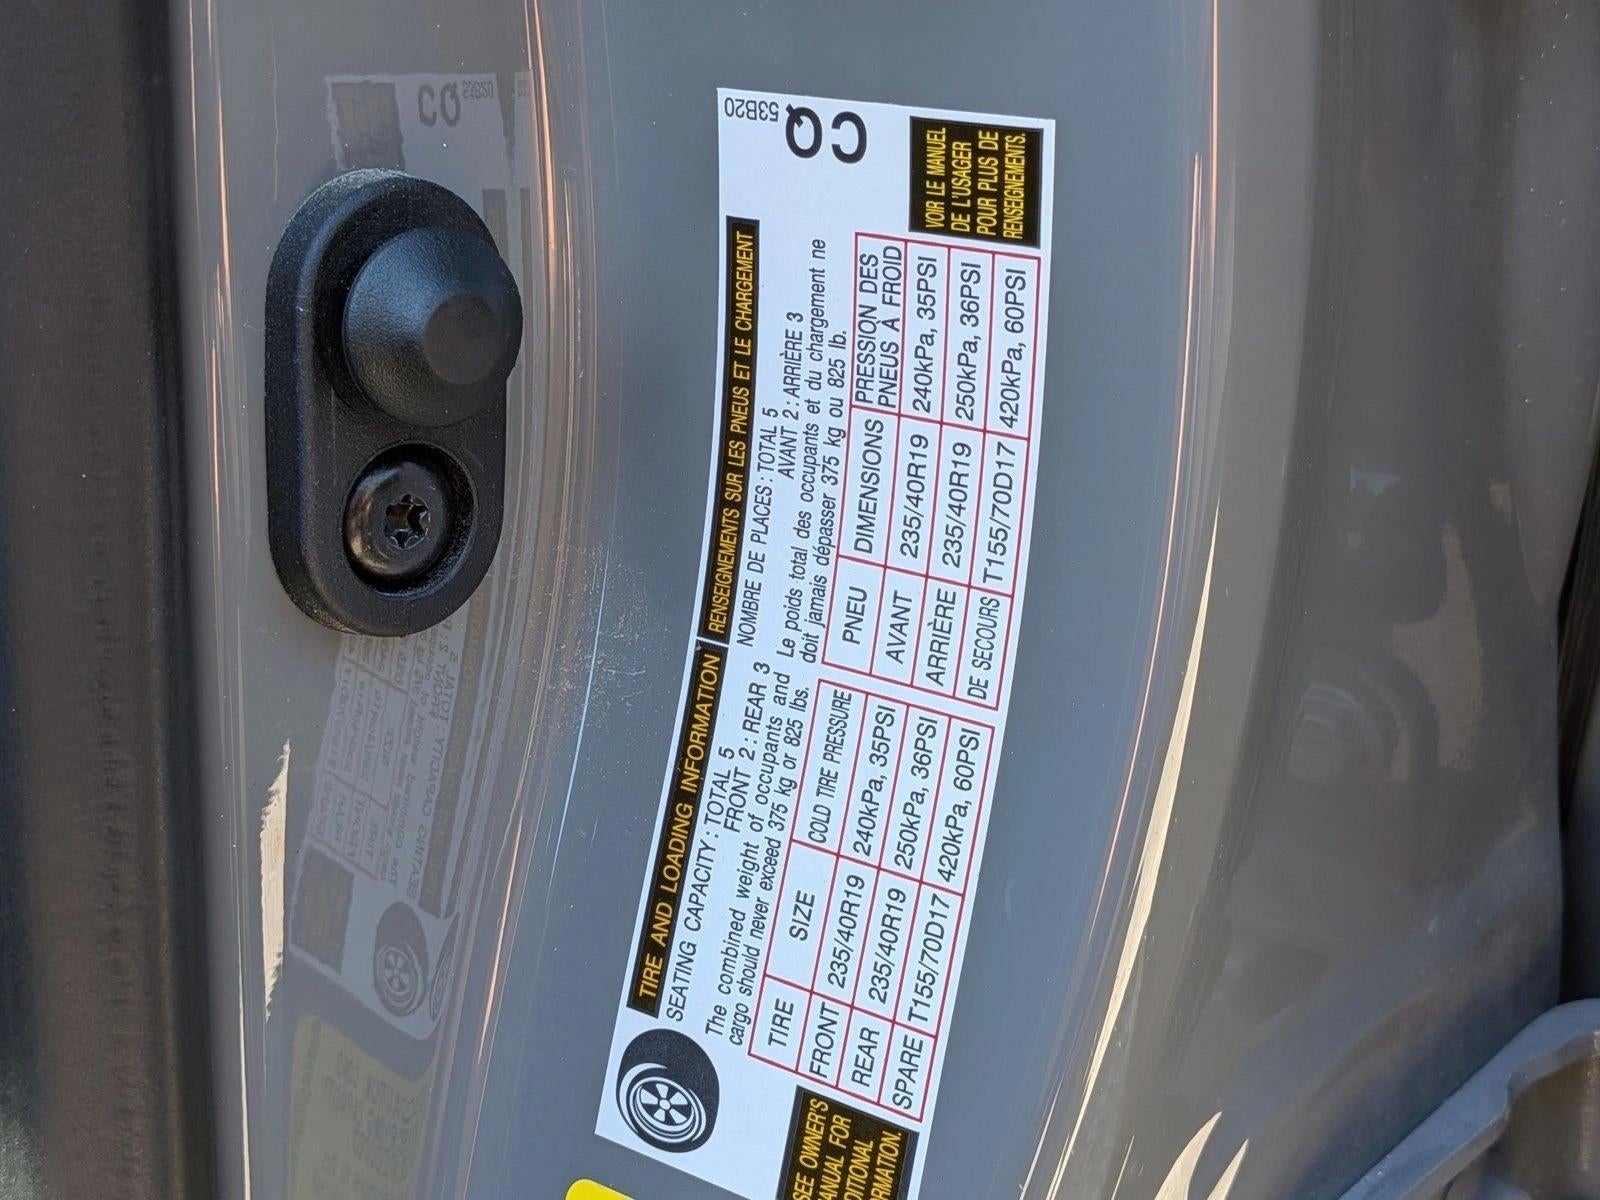 TIRE AND LOADING INFORMATION
SEATING CAPACITY : TOTAL 5
FRONT 2 : REAR 3
The combined weight of occupants and
cargo should never exceed 375 kg or 825 lbs.
TIRE SIZE COLD TIRE PRESSURE
FRONT 235/40R19 240kPa, 35PSI
REAR 235/40R19 250kPa, 36PSI
SPARE T155/70D17 420kPa, 60PSI
SEE OWNER'S
MANUAL FOR
RENSEIGNEMENTS SUR LES PNEUS ET LE CHARGEMENT
NOMBRE DE PLACES : TOTAL 5
AVANT 2 : ARRIÈRE 3
Le poids total des occupants et du chargement ne
doit jamais dépasser 375 kg ou 825 lb.
PNEU DIMENSIONS PRESSION DES
PNEUS À FROID
AVANT 235/40R19 240kPa, 35PSI
ARRIÈRE 235/40R19 250kPa, 36PSI
DE SECOURS T155/70D17 420kPa, 60PSI
VOIR LE MANUEL
DE L'USAGER
POUR PLUS DE
RENSEIGNEMENTS.
53B20
CQ